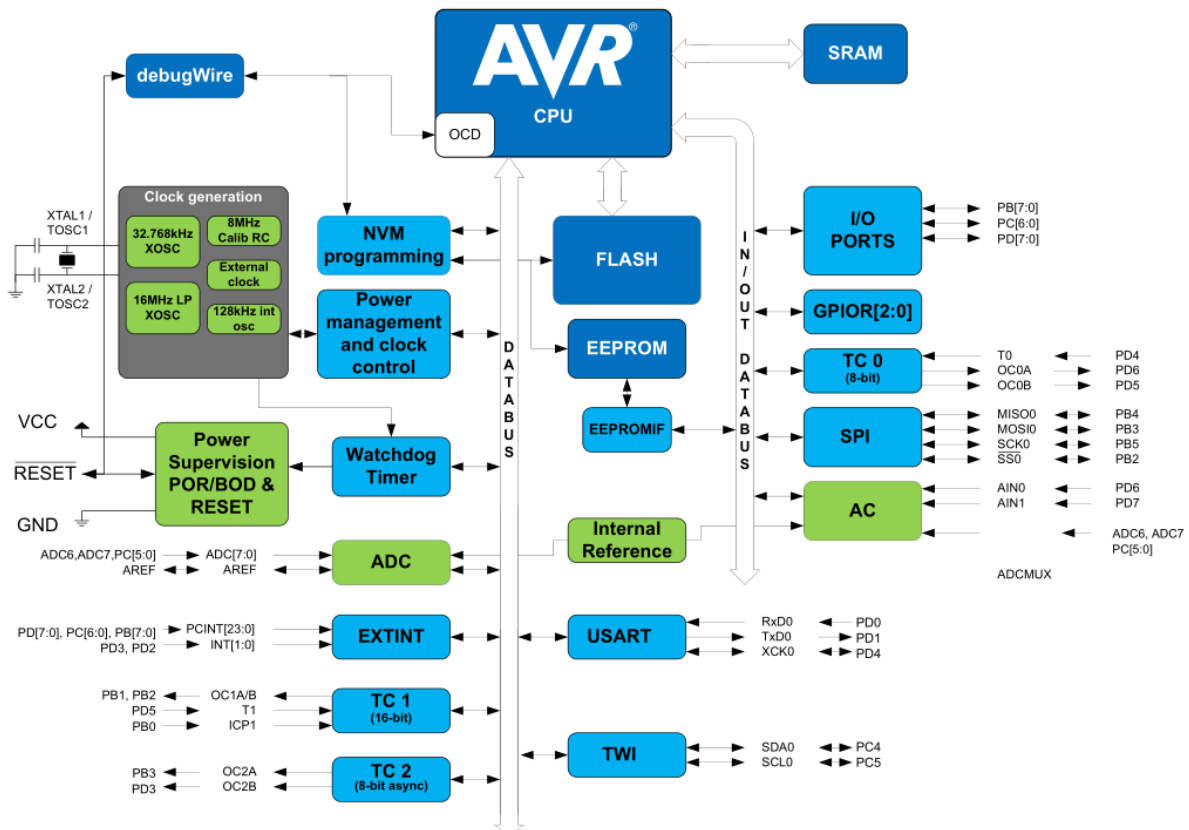 AVR®
CPU
OCD
SRAM
debugWire
Clock generation
XTAL1 /
TOSC1
32.768kHz
XOSC
8MHz
Calib RC
External
clock
XTAL2 /
TOSC2
16MHz LP
XOSC
128kHz int
osc
NVM
programming
FLASH
I/O
PORTS
PB[7:0]
PC[6:0]
PD[7:0]
Power
management
and clock
control
EEPROM
EEPROMIF
DATABUS
IN/OUT DATABUS
GPIOR[2:0]
TC 0
(8-bit)
T0 PD4
OC0A PD6
OC0B PD5
SPI
MISO0 PB4
MOSI0 PB3
SCK0 PB5
SS0 PB2
VCC
RESET
GND
Power
Supervision
POR/BOD &
RESET
Watchdog
Timer
Internal
Reference
AC
AIN0 PD6
AIN1 PD7
ADC6, ADC7
PC[5:0]
ADCMUX
ADC6,ADC7,PC[5:0] ADC[7:0]
AREF AREF
ADC
PD[7:0], PC[6:0], PB[7:0] PCINT[23:0]
PD3, PD2 INT[1:0]
EXTINT
USART
RxD0 PD0
TxD0 PD1
XCK0 PD4
PB1, PB2 OC1A/B
PD5 T1
PB0 ICP1
TC 1
(16-bit)
TWI
SDA0 PC4
SCL0 PC5
PB3 OC2A
PD3 OC2B
TC 2
(8-bit async)